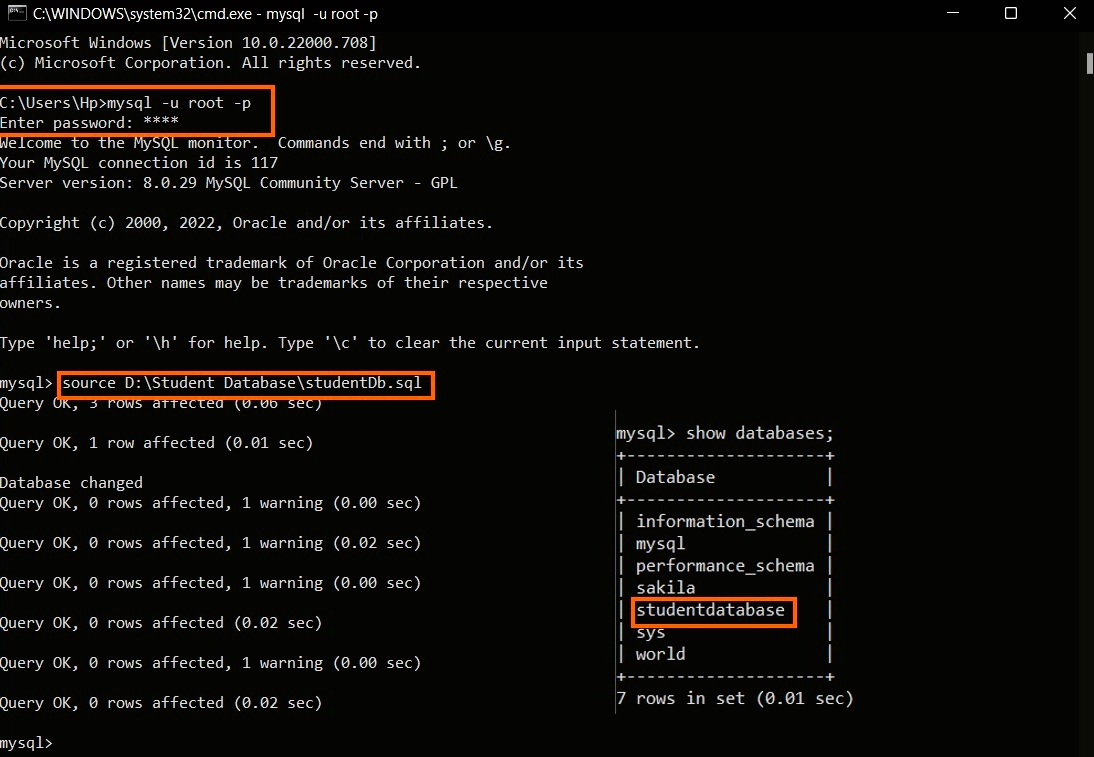 C:\WINDOWS\system32\cmd.exe - mysql  -u root -p
Microsoft Windows [Version 10.0.22000.708]
(c) Microsoft Corporation. All rights reserved.
C:\Users\Hp>mysql -u root -p
Enter password: ****
Welcome to the MySQL monitor.  Commands end with ; or \g.
Your MySQL connection id is 117
Server version: 8.0.29 MySQL Community Server - GPL
Copyright (c) 2000, 2022, Oracle and/or its affiliates.
Oracle is a registered trademark of Oracle Corporation and/or its
affiliates. Other names may be trademarks of their respective
owners.
Type 'help;' or '\h' for help. Type '\c' to clear the current input statement.
mysql> source D:\Student Database\studentDb.sql
Query OK, 3 rows affected (0.06 sec)
Query OK, 1 row affected (0.01 sec)
Database changed
Query OK, 0 rows affected, 1 warning (0.00 sec)
Query OK, 0 rows affected, 1 warning (0.02 sec)
Query OK, 0 rows affected, 1 warning (0.00 sec)
Query OK, 0 rows affected (0.02 sec)
Query OK, 0 rows affected, 1 warning (0.00 sec)
Query OK, 0 rows affected (0.02 sec)
mysql>
mysql> show databases;
+--------------------+
| Database           |
+--------------------+
| information_schema |
| mysql              |
| performance_schema |
| sakila             |
| studentdatabase    |
| sys                |
| world              |
+--------------------+
7 rows in set (0.01 sec)